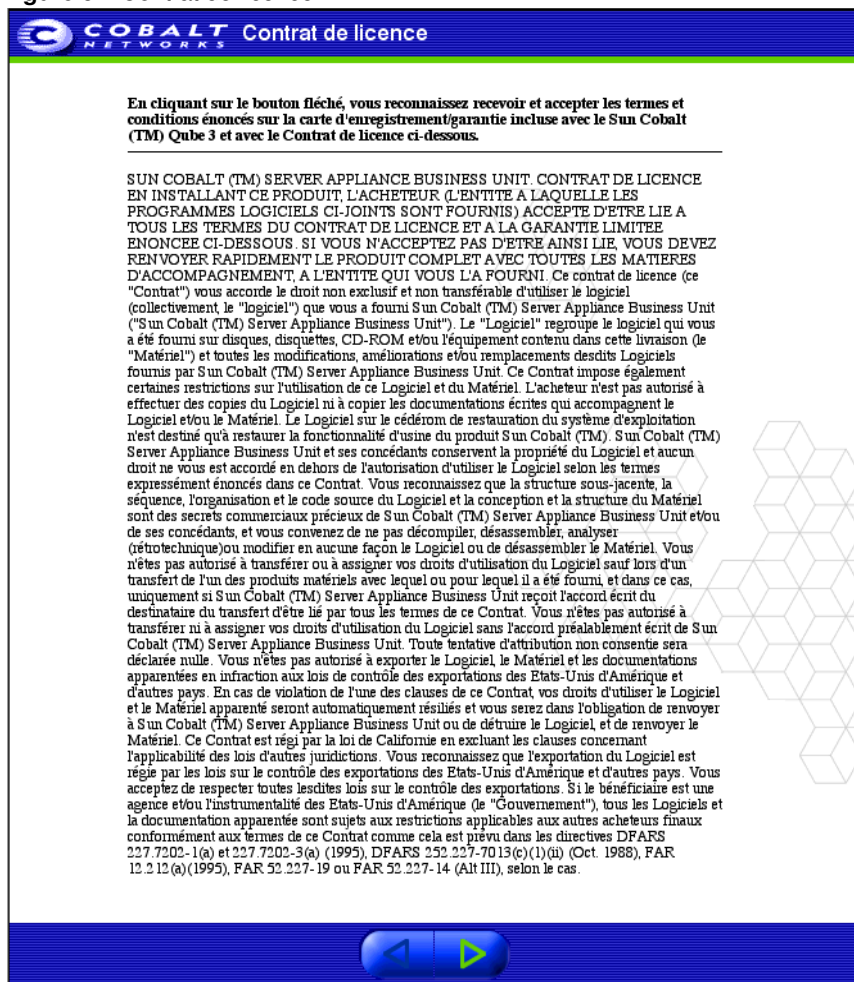 COBALT Contrat de licence
NETWORKS
En cliquant sur le bouton fléché, vous reconnaissez recevoir et accepter les termes et
conditions énoncés sur la carte d'enregistrement/garantie incluse avec le Sun Cobalt
(TM) Qube 3 et avec le Contrat de licence ci-dessous.
SUN COBALT (TM) SERVER APPLIANCE BUSINESS UNIT. CONTRAT DE LICENCE
EN INSTALLANT CE PRODUIT, L'ACHETEUR (L'ENTITE A LAQUELLE LES
PROGRAMMES LOGICIELS CI-JOINTS SONT FOURNIS) ACCEPTE D'ETRE LIE A
TOUS LES TERMES DU CONTRAT DE LICENCE ET A LA GARANTIE LIMITEE
ENONCEE CI-DESSOUS. SI VOUS N'ACCEPTEZ PAS D'ETRE AINSI LIE, VOUS DEVEZ
RENVOYER RAPIDEMENT LE PRODUIT COMPLET AVEC TOUTES LES MATIERES
D'ACCOMPAGNEMENT, A L'ENTITE QUI VOUS L'A FOURNI. Ce contrat de licence (ce
"Contrat") vous accorde le droit non exclusif et non transférable d'utiliser le logiciel
(collectivement, le "logiciel") que vous a fourni Sun Cobalt (TM) Server Appliance Business Unit
("Sun Cobalt (TM) Server Appliance Business Unit"). Le "Logiciel" regroupe le logiciel qui vous
a été fourni sur disques, disquettes, CD-ROM et/ou l'équipement contenu dans cette livraison (le
"Matériel") et toutes les modifications, améliorations et/ou remplacements desdits Logiciels
fournis par Sun Cobalt (TM) Server Appliance Business Unit. Ce Contrat impose également
certaines restrictions sur l'utilisation de ce Logiciel et du Matériel. L'acheteur n'est pas autorisé à
effectuer des copies du Logiciel ni à copier les documentations écrites qui accompagnent le
Logiciel et/ou le Matériel. Le Logiciel sur le cédérom de restauration du système d'exploitation
n'est destiné qu'à restaurer la fonctionnalité d'usine du produit Sun Cobalt (TM). Sun Cobalt (TM)
Server Appliance Business Unit et ses concédants conservent la propriété du Logiciel et aucun
droit ne vous est accordé en dehors de l'autorisation d'utiliser le Logiciel selon les termes
expressément énoncés dans ce Contrat. Vous reconnaissez que la structure sous-jacente, la
séquence, l'organisation et le code source du Logiciel et la conception et la structure du Matériel
sont des secrets commerciaux précieux de Sun Cobalt (TM) Server Appliance Business Unit et/ou
de ses concédants, et vous convenez de ne pas décompiler, désassembler, analyser
(rétrotechnique)ou modifier en aucune façon le Logiciel ou de désassembler le Matériel. Vous
n'êtes pas autorisé à transférer ou à assigner vos droits d'utilisation du Logiciel sauf lors d'un
transfert de l'un des produits matériels avec lequel ou pour lequel il a été fourni, et dans ce cas,
uniquement si Sun Cobalt (TM) Server Appliance Business Unit reçoit l'accord écrit du
destinataire du transfert d'être lié par tous les termes de ce Contrat. Vous n'êtes pas autorisé à
transférer ni à assigner vos droits d'utilisation du Logiciel sans l'accord préalablement écrit de Sun
Cobalt (TM) Server Appliance Business Unit. Toute tentative d'attribution non consentie sera
déclarée nulle. Vous n'êtes pas autorisé à exporter le Logiciel, le Matériel et les documentations
apparentées en infraction aux lois de contrôle des exportations des Etats-Unis d'Amérique et
d'autres pays. En cas de violation de l'une des clauses de ce Contrat, vos droits d'utiliser le Logiciel
et le Matériel apparenté seront automatiquement résiliés et vous serez dans l'obligation de renvoyer
à Sun Cobalt (TM) Server Appliance Business Unit ou de détruire le Logiciel, et de renvoyer le
Matériel. Ce Contrat est régi par la loi de Californie en excluant les clauses concernant
l'applicabilité des lois d'autres juridictions. Vous reconnaissez que l'exportation du Logiciel est
régie par les lois sur le contrôle des exportations des Etats-Unis d'Amérique et d'autres pays. Vous
acceptez de respecter toutes lesdites lois sur le contrôle des exportations. Si le bénéficiaire est une
agence et/ou l'instrumentalité des Etats-Unis d'Amérique (le "Gouvernement"), tous les Logiciels et
la documentation apparentée sont sujets aux restrictions applicables aux autres acheteurs finaux
conformément aux termes de ce Contrat comme cela est prévu dans les directives DFARS
227.7202-1(a) et 227.7202-3(a) (1995), DFARS 252.227-7013(c)(1)(ii) (Oct. 1988), FAR
12.212(a)(1995), FAR 52.227-19 ou FAR 52.227-14 (Alt III), selon le cas.